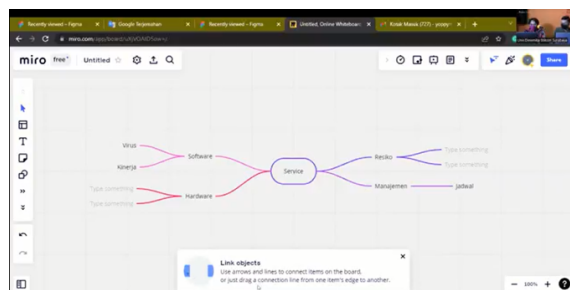 Recently viewed – Figma
Google Terjemahan
Recently viewed – Figma
Untitled, Online Whiteboard
Kotak Masuk (727) -
miro.com/app/board/
miro
free
Untitled
Share
Virus
Kinerja
Software
Type something
Type something
Hardware
Service
Resiko
Type something
Type something
Manajemen
Jadwal
Link objects
Use arrows and lines to connect items on the board,
or just drag a connection line from one item's edge to another.
100%